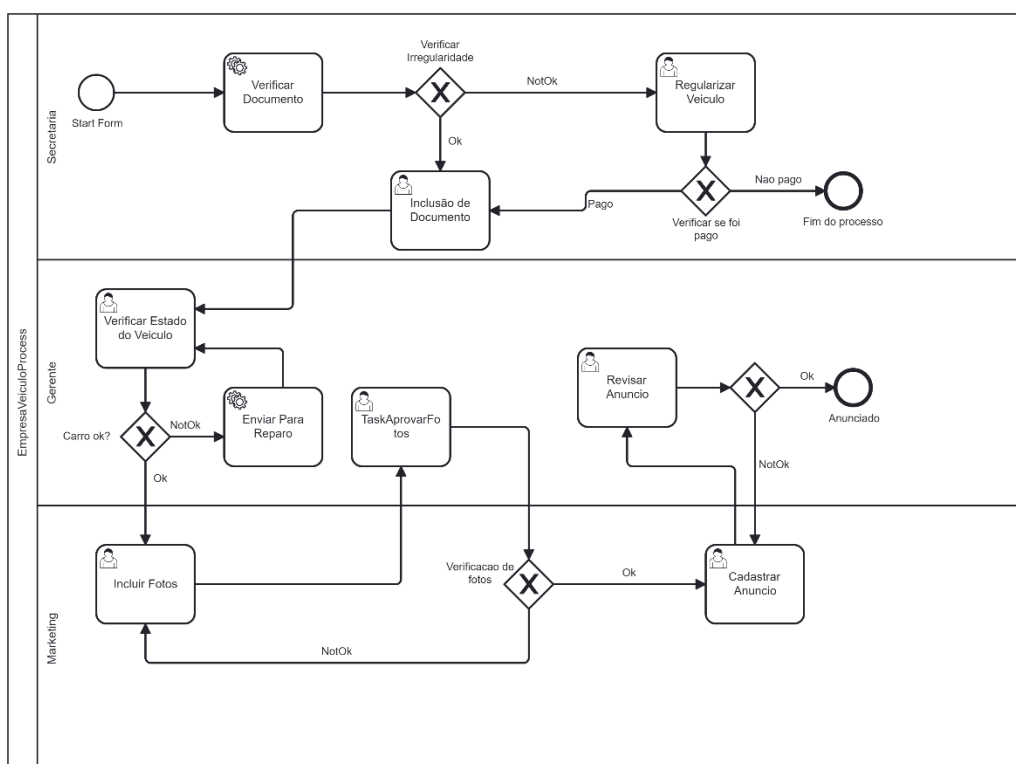 EmpresaVeiculoProcess
Secretaria
Start Form
Verificar
Documento
Verificar
Irregularidade
NotOk
Regularizar
Veiculo
Ok
Inclusão de
Documento
Pago
Nao pago
Verificar se foi
pago
Fim do processo
Gerente
Verificar Estado
do Veiculo
Carro ok?
NotOk
Enviar Para
Reparo
Ok
TaskAprovarFo
tos
Revisar
Anuncio
Ok
Anunciado
NotOk
Marketing
Incluir Fotos
Verificacao de
fotos
Ok
Cadastrar
Anuncio
NotOk